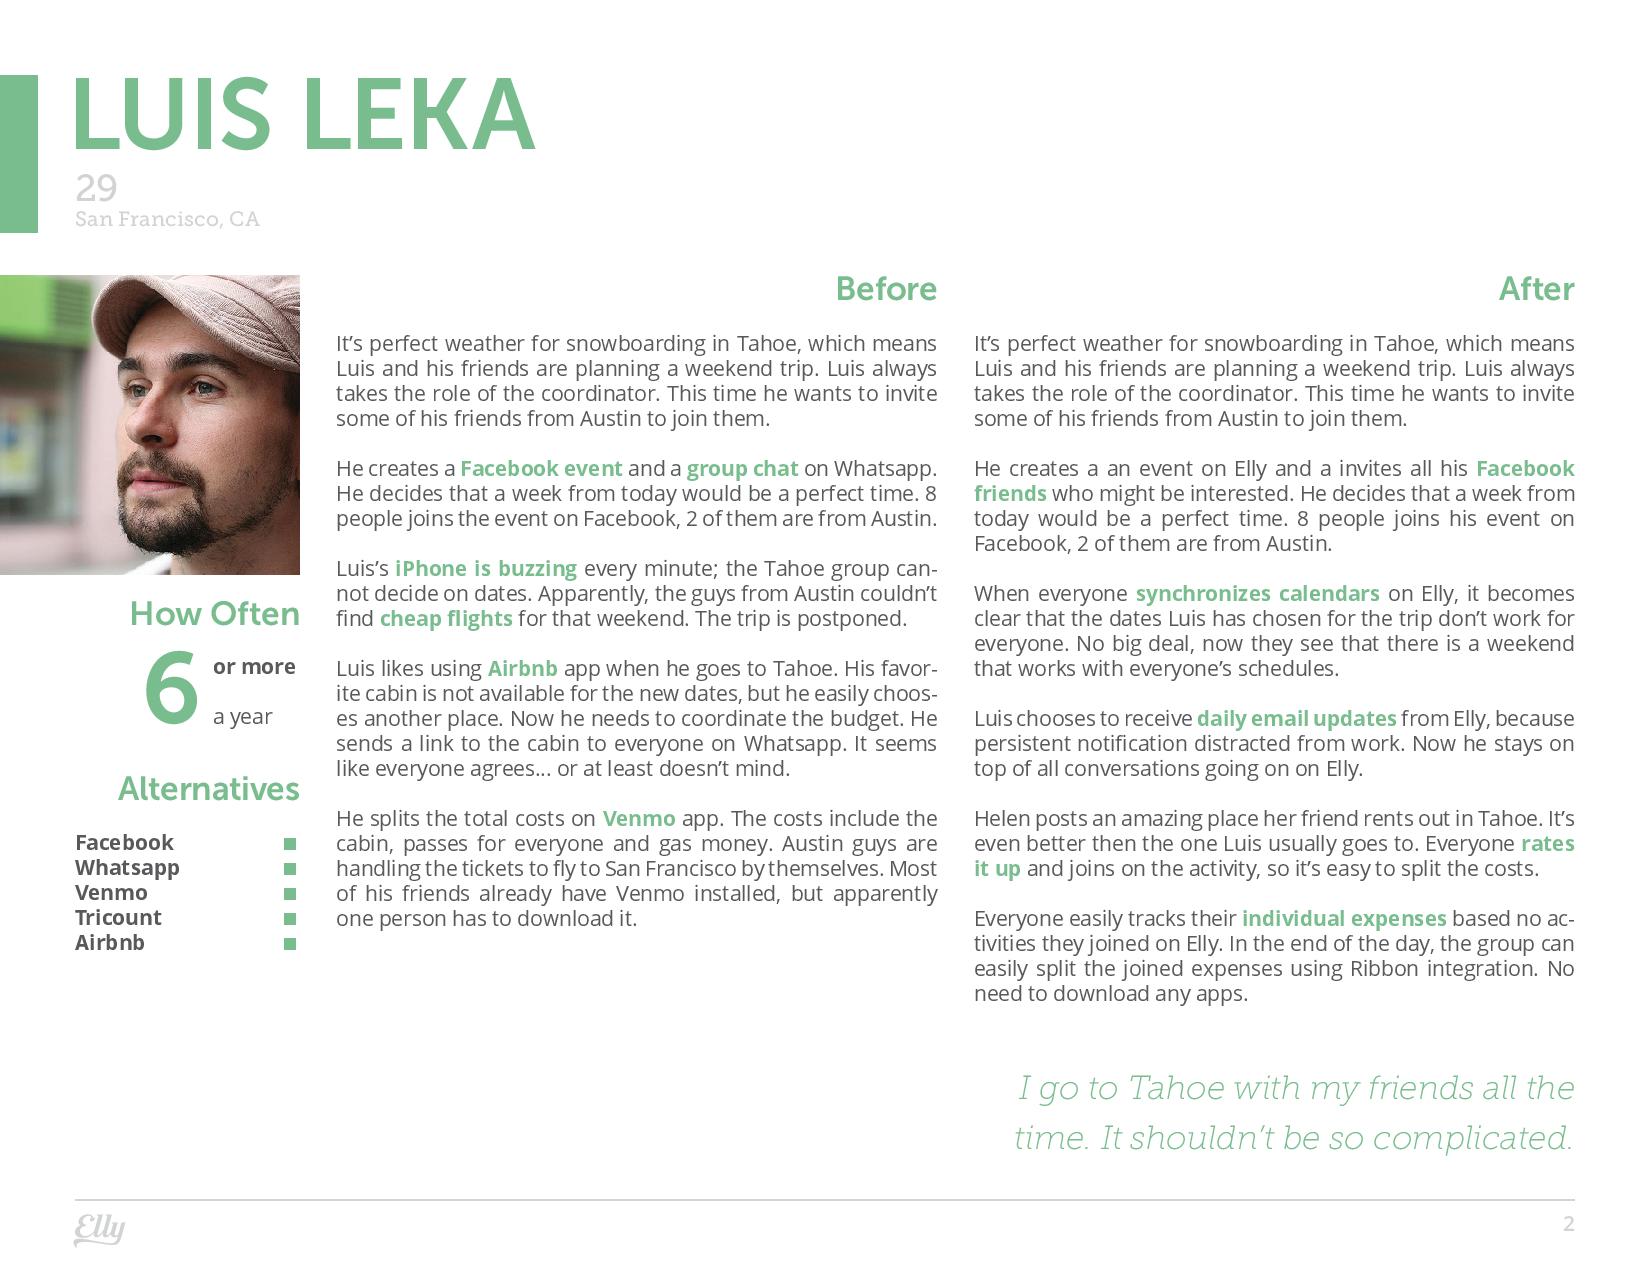 LUIS LEKA
29
San Francisco, CA
How Often
6
or more
a year
Alternatives
Facebook
Whatsapp
Venmo
Tricount
Airbnb
Before
It’s perfect weather for snowboarding in Tahoe, which means
Luis and his friends are planning a weekend trip. Luis always
takes the role of the coordinator. This time he wants to invite
some of his friends from Austin to join them.
He creates a Facebook event and a group chat on Whatsapp.
He decides that a week from today would be a perfect time. 8
people joins the event on Facebook, 2 of them are from Austin.
Luis’s iPhone is buzzing every minute; the Tahoe group can-
not decide on dates. Apparently, the guys from Austin couldn’t
find cheap flights for that weekend. The trip is postponed.
Luis likes using Airbnb app when he goes to Tahoe. His favor-
ite cabin is not available for the new dates, but he easily choos-
es another place. Now he needs to coordinate the budget. He
sends a link to the cabin to everyone on Whatsapp. It seems
like everyone agrees... or at least doesn’t mind.
He splits the total costs on Venmo app. The costs include the
cabin, passes for everyone and gas money. Austin guys are
handling the tickets to fly to San Francisco by themselves. Most
of his friends already have Venmo installed, but apparently
one person has to download it.
After
It’s perfect weather for snowboarding in Tahoe, which means
Luis and his friends are planning a weekend trip. Luis always
takes the role of the coordinator. This time he wants to invite
some of his friends from Austin to join them.
He creates a an event on Elly and a invites all his Facebook
friends who might be interested. He decides that a week from
today would be a perfect time. 8 people joins his event on
Facebook, 2 of them are from Austin.
When everyone synchronizes calendars on Elly, it becomes
clear that the dates Luis has chosen for the trip don’t work for
everyone. No big deal, now they see that there is a weekend
that works with everyone’s schedules.
Luis chooses to receive daily email updates from Elly, because
persistent notification distracted from work. Now he stays on
top of all conversations going on on Elly.
Helen posts an amazing place her friend rents out in Tahoe. It’s
even better then the one Luis usually goes to. Everyone rates
it up and joins on the activity, so it’s easy to split the costs.
Everyone easily tracks their individual expenses based no ac-
tivities they joined on Elly. In the end of the day, the group can
easily split the joined expenses using Ribbon integration. No
need to download any apps.
I go to Tahoe with my friends all the
time. It shouldn’t be so complicated.
Elly
2